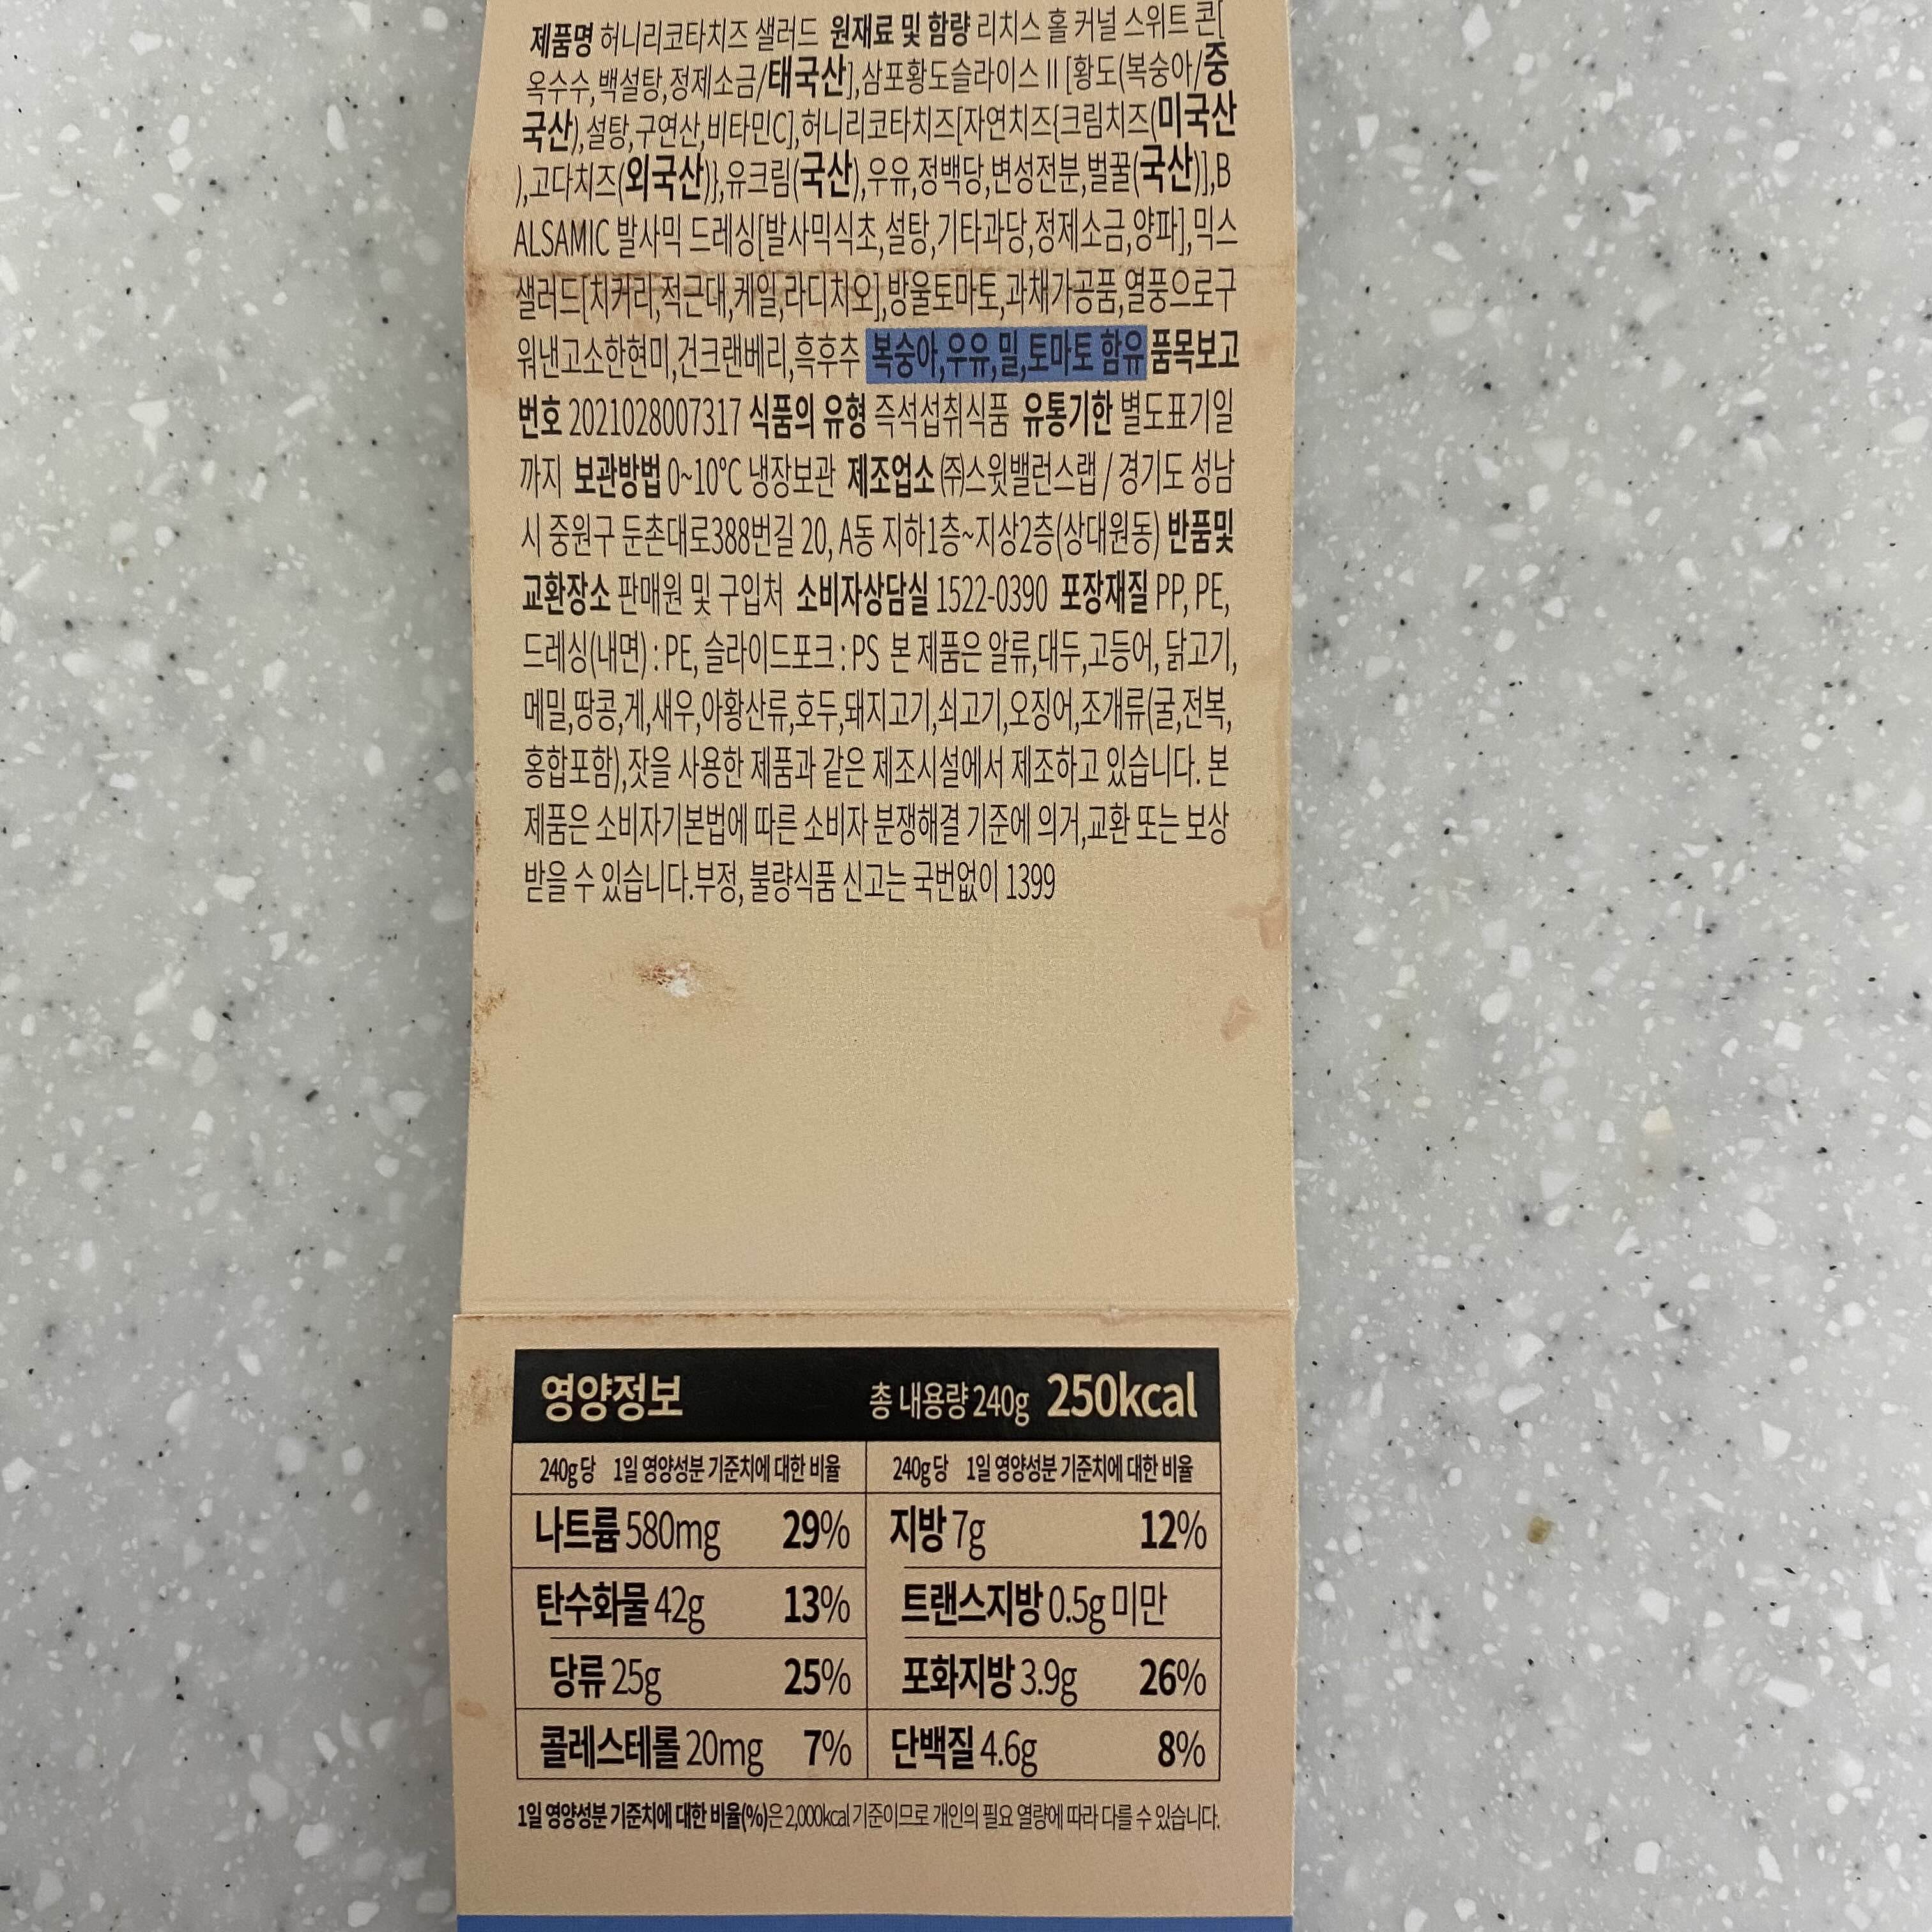 제품명 허니리코타치즈 샐러드 원재료 및 함량 리치스 홀 커널 스위트 콘[
옥수수,백설탕,정제소금/태국산],삼포황도슬라이스 II [황도(복숭아/중
국산),설탕,구연산,비타민C],허니리코타치즈[자연치즈{크림치즈(미국산
),고다치즈(외국산)},유크림(국산),우유,정백당,변성전분,벌꿀(국산)],B
ALSAMIC 발사믹 드레싱[발사믹식초,설탕,기타과당,정제소금,양파],믹스
샐러드[치커리,적근대,케일,라디치오],방울토마토,과채가공품,열풍으로구
워낸고소한현미,건크랜베리,흑후추 복숭아,우유,밀,토마토 함유 품목보고
번호 2021028007317 식품의 유형 즉석섭취식품 유통기한 별도표기일
까지 보관방법 0~10℃ 냉장보관 제조업소 ㈜스윗밸런스랩 / 경기도 성남
시 중원구 둔촌대로388번길 20, A동 지하1층~지상2층(상대원동) 반품및
교환장소 판매원 및 구입처 소비자상담실 1522-0390 포장재질 PP, PE,
드레싱(내면) : PE, 슬라이드포크 : PS 본 제품은 알류,대두,고등어, 닭고기,
메밀,땅콩,게,새우,아황산류,호두,돼지고기,쇠고기,오징어,조개류(굴,전복,
홍합포함),잣을 사용한 제품과 같은 제조시설에서 제조하고 있습니다. 본
제품은 소비자기본법에 따른 소비자 분쟁해결 기준에 의거,교환 또는 보상
받을 수 있습니다.부정, 불량식품 신고는 국번없이 1399
영양정보 총 내용량 240g 250kcal
240g당 1일 영양성분 기준치에 대한 비율 240g당 1일 영양성분 기준치에 대한 비율
나트륨 580mg 29% 지방 7g 12%
탄수화물 42g 13% 트랜스지방 0.5g 미만
당류 25g 25% 포화지방 3.9g 26%
콜레스테롤 20mg 7% 단백질 4.6g 8%
1일 영양성분 기준치에 대한 비율(%)은 2,000kcal 기준이므로 개인의 필요 열량에 따라 다를 수 있습니다.